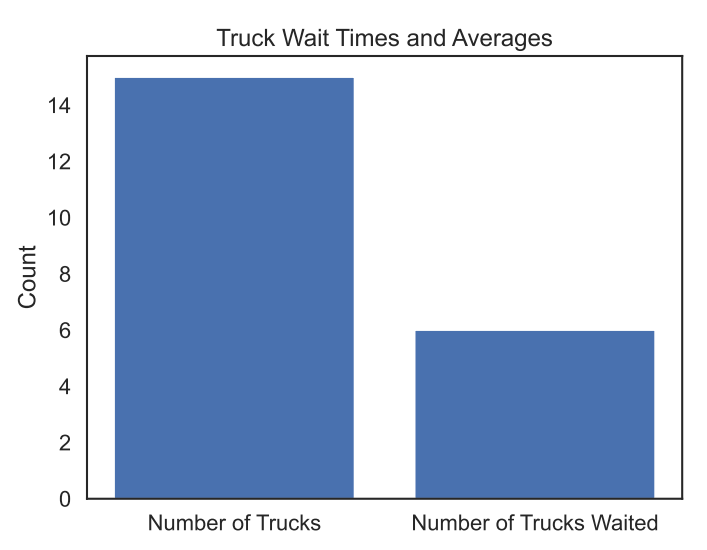 Truck Wait Times and Averages
Count
14
12
10
8
6
4
2
0
Number of Trucks
Number of Trucks Waited